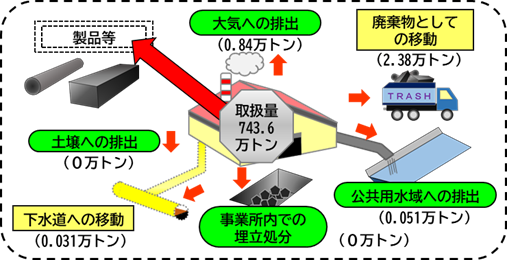 製品等
大気への排出
(0.84万トン)
廃棄物として
の移動
(2.38万トン)
TRASH
取扱量
743.6
万トン
土壌への排出
(0万トン)
下水道への移動
(0.031万トン)
事業所内での
埋立処分
(0万トン)
公共用水域への排出
(0.051万トン)